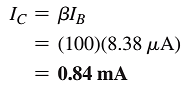 I_C = βI_B
= (100)(8.38 μA)
= 0.84 mA